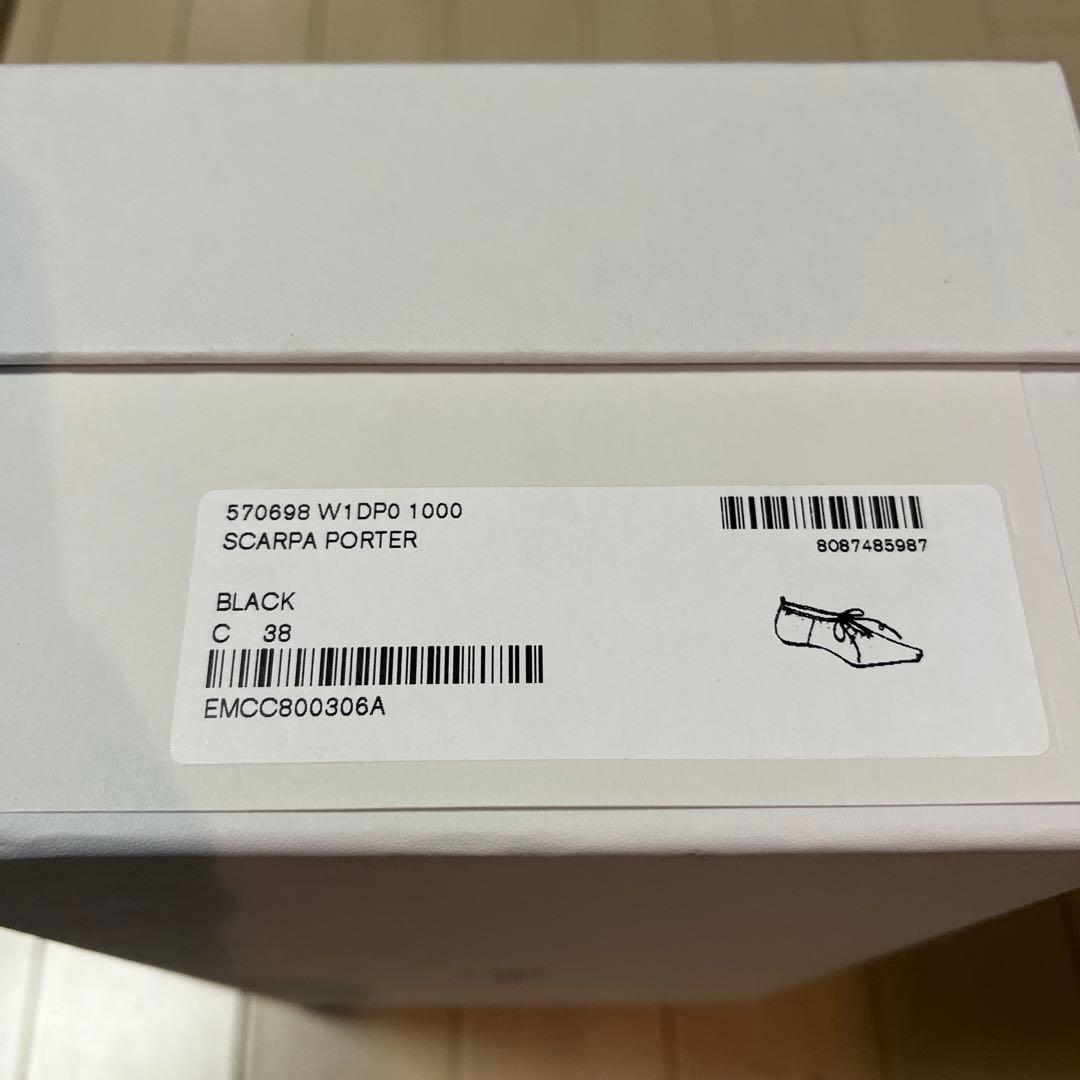 570698 W1DP0 1000
SCARPA PORTER
8087485987
BLACK
C 38
EMCC800306A